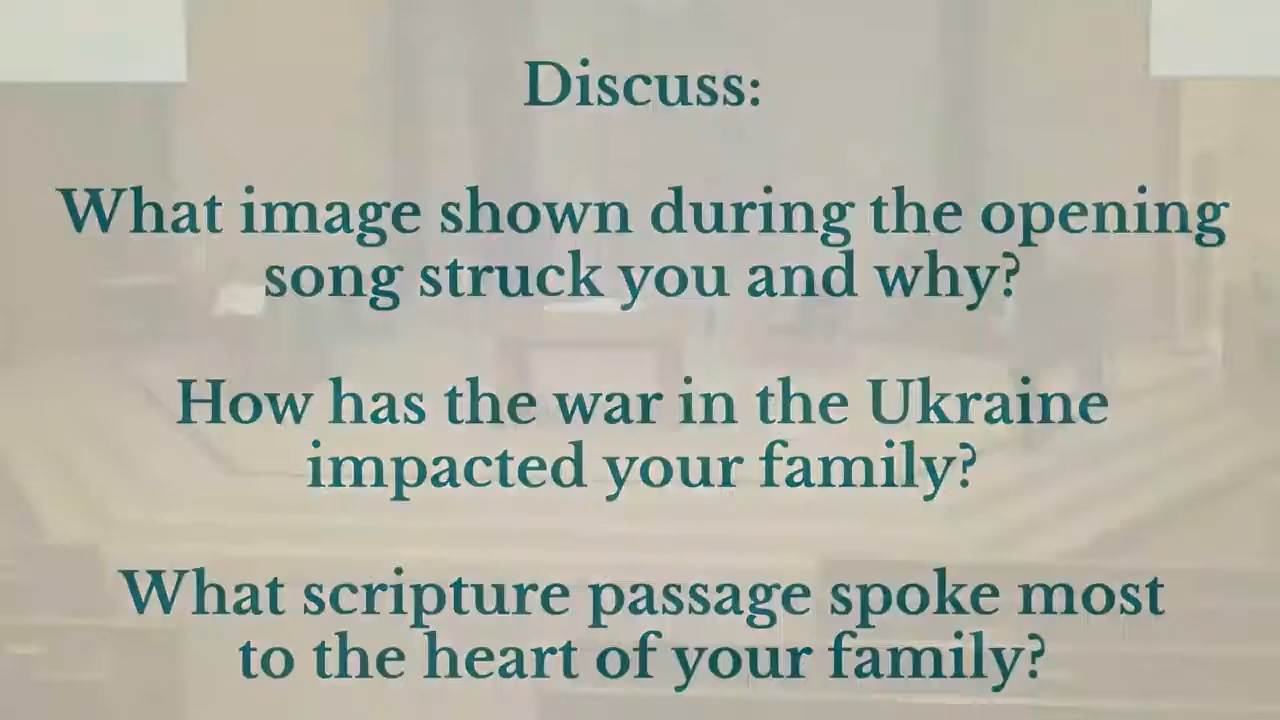 Discuss:
What image shown during the opening
song struck you and why?
How has the war in the Ukraine
impacted your family?
What scripture passage spoke most
to the heart of your family?